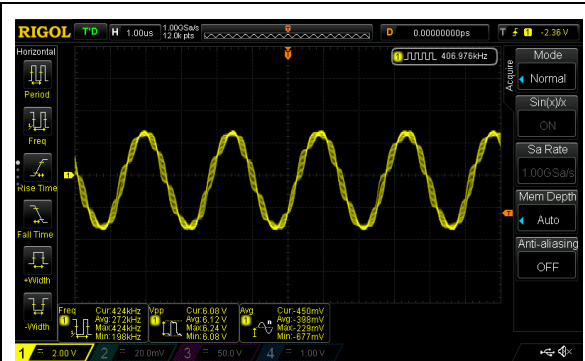 RIGOL T'D H 1.00us 1.00GSa/s 12.0k pts D 0.00000000ps T 1 -2.36 V
Horizontal
Period
Freq
Rise Time
Fall Time
+Width
-Width
1 406.976kHz
T
1
T
Acquire
Mode
Normal
Sin(x)/x
ON
Sa Rate
1.00GSa/s
Mem Depth
Auto
Anti-aliasing
OFF
Freq
1
Cur:424kHz
Avg:272kHz
Max:424kHz
Min:198kHz
Vpp
1
Cur:6.08 V
Avg:6.12 V
Max:6.24 V
Min:6.08 V
Avg
1
Cur:-450mV
Avg:-398mV
Max:-229mV
Min:-677mV
1 = 2.00 V 2 = 20.0mV 3 = 50.0 V 4 = 1.00 V